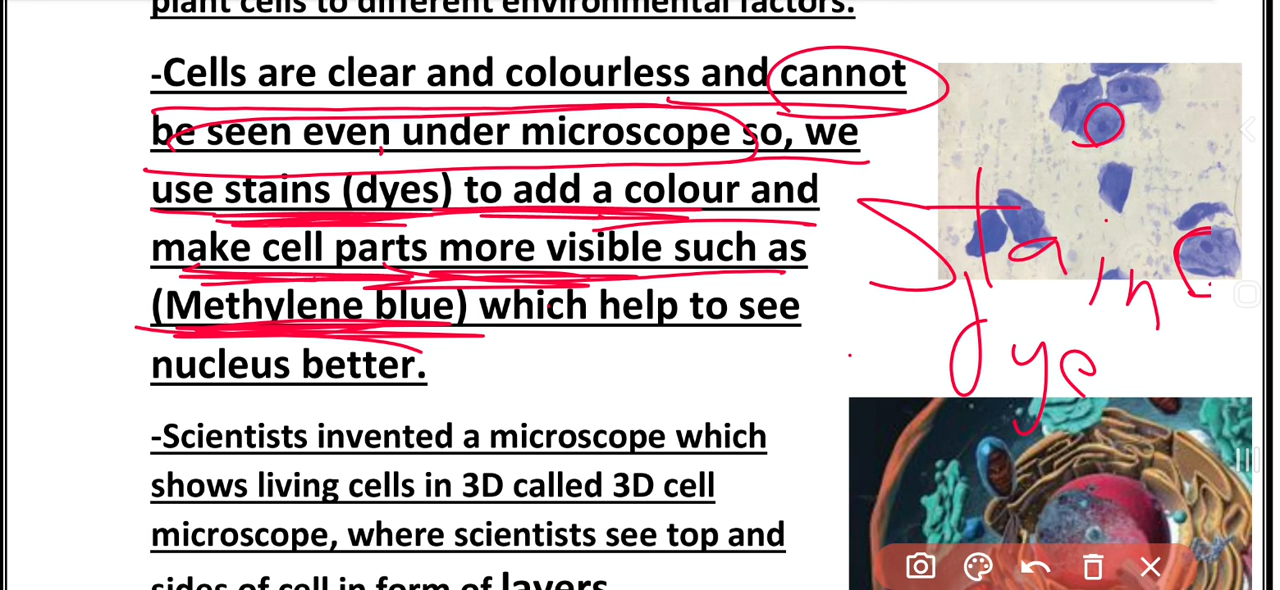 plant cells to different environmental factors.
-Cells are clear and colourless and cannot
be seen even under microscope so, we
use stains (dyes) to add a colour and
make cell parts more visible such as
(Methylene blue) which help to see
nucleus better.
stain
dye
-Scientists invented a microscope which
shows living cells in 3D called 3D cell
microscope, where scientists see top and
sides of cell in form of layers